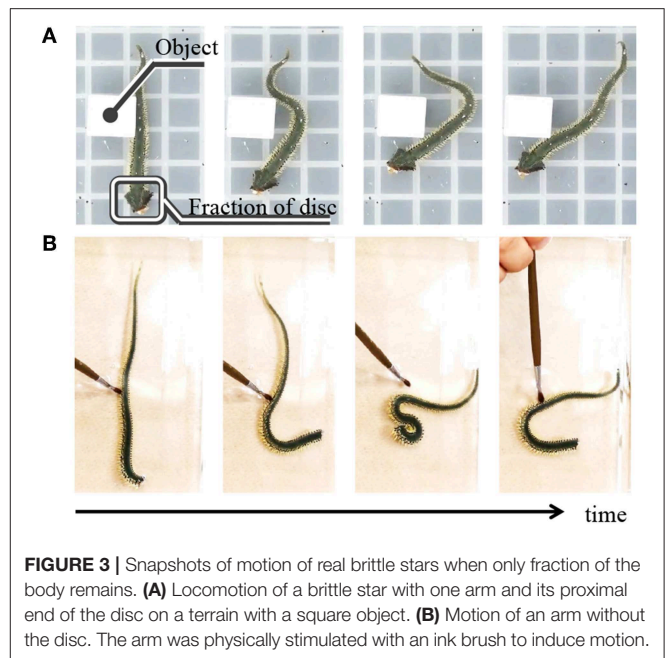 A
Object
Fraction of disc
B
time
FIGURE 3 | Snapshots of motion of real brittle stars when only fraction of the
body remains. (A) Locomotion of a brittle star with one arm and its proximal
end of the disc on a terrain with a square object. (B) Motion of an arm without
the disc. The arm was physically stimulated with an ink brush to induce motion.